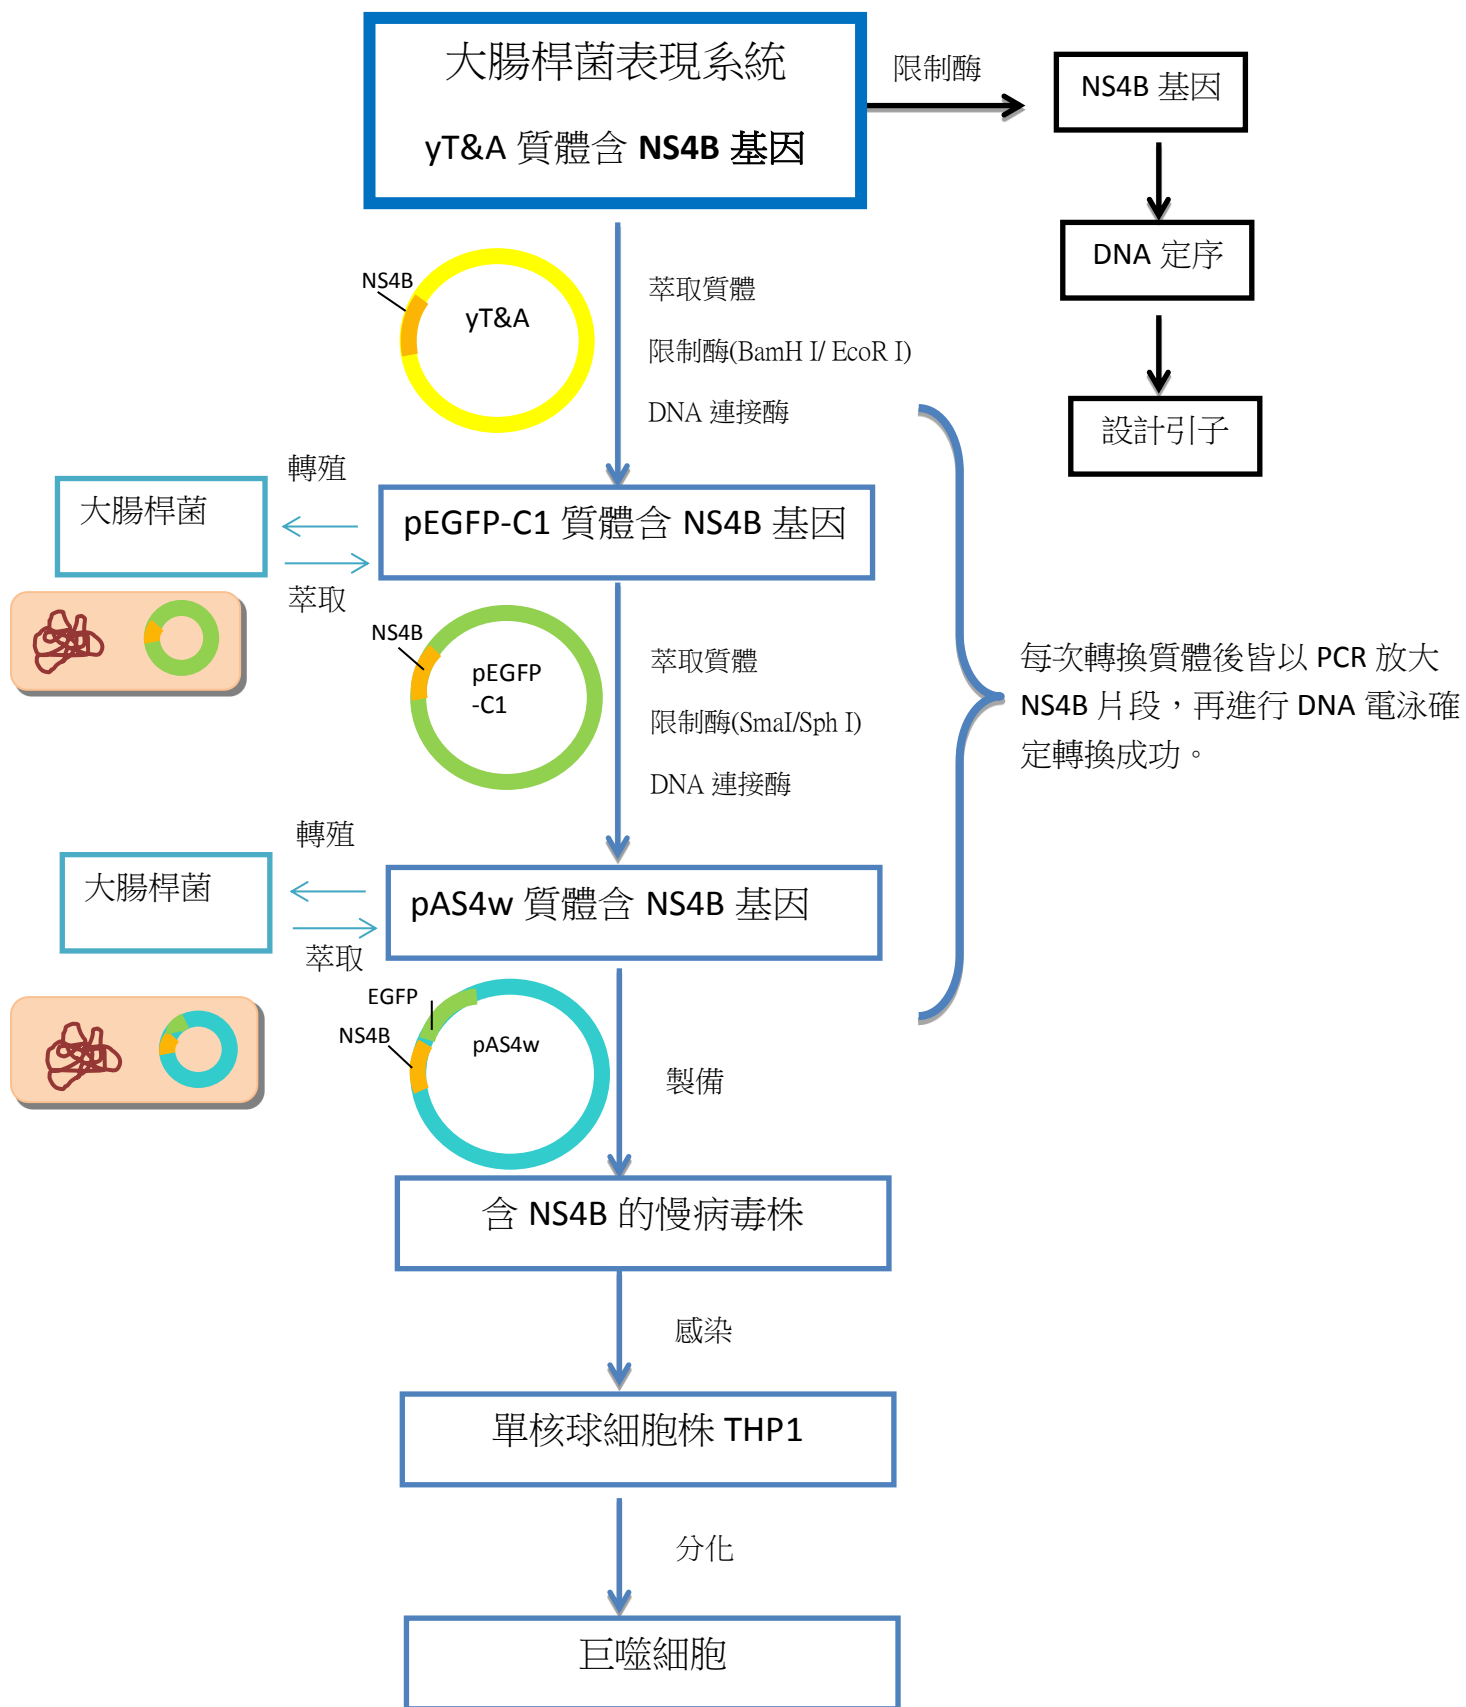 大腸桿菌表現系統
yT&A 質體含 NS4B 基因
限制酶
NS4B 基因
DNA 定序
設計引子
NS4B
yT&A
萃取質體
限制酶(BamH I/ EcoR I)
DNA 連接酶
轉殖
大腸桿菌
萃取
pEGFP-C1 質體含 NS4B 基因
NS4B
pEGFP
-C1
萃取質體
限制酶(SmaI/Sph I)
DNA 連接酶
每次轉換質體後皆以 PCR 放大
NS4B 片段，再進行 DNA 電泳確
定轉換成功。
轉殖
大腸桿菌
萃取
pAS4w 質體含 NS4B 基因
EGFP
NS4B
pAS4w
製備
含 NS4B 的慢病毒株
感染
單核球細胞株 THP1
分化
巨噬細胞